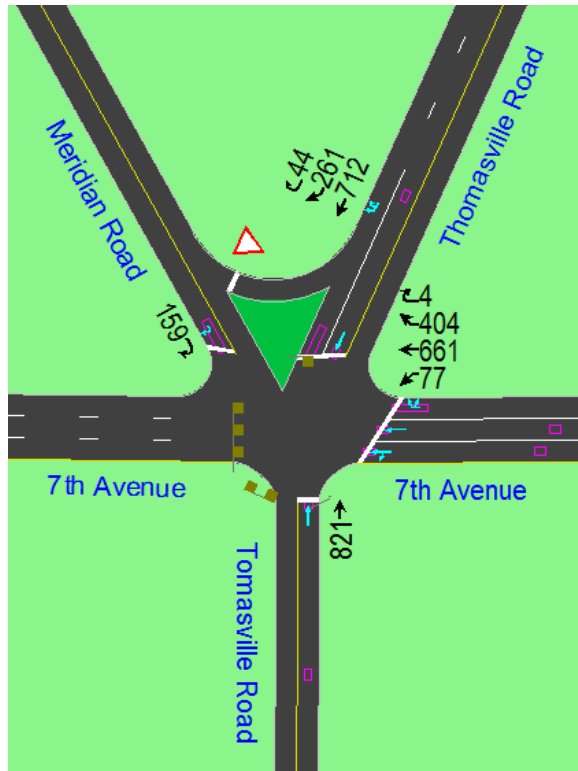 Meridian Road
Thomasville Road
44
261
712
159
4
404
661
77
7th Avenue
7th Avenue
821
Tomasville Road